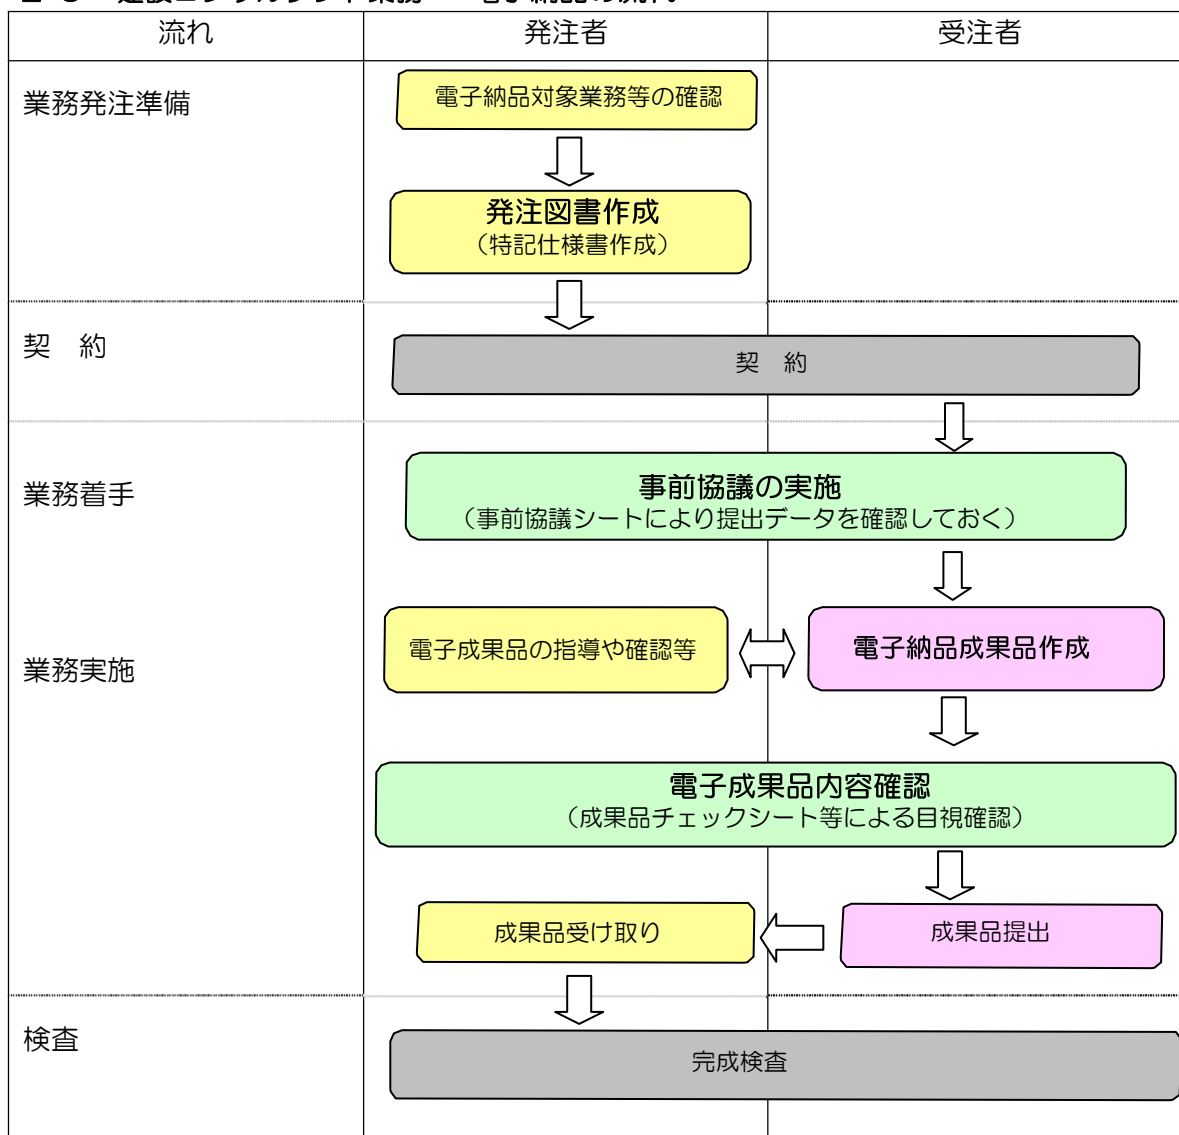 流れ 発注者 受注者
業務発注準備
電子納品対象業務等の確認
発注図書作成
（特記仕様書作成）
契　約
契　約
業務着手
事前協議の実施
（事前協議シートにより提出データを確認しておく）
業務実施
電子成果品の指導や確認等
電子納品成果品作成
電子成果品内容確認
（成果品チェックシート等による目視確認）
成果品受け取り
成果品提出
検査
完成検査